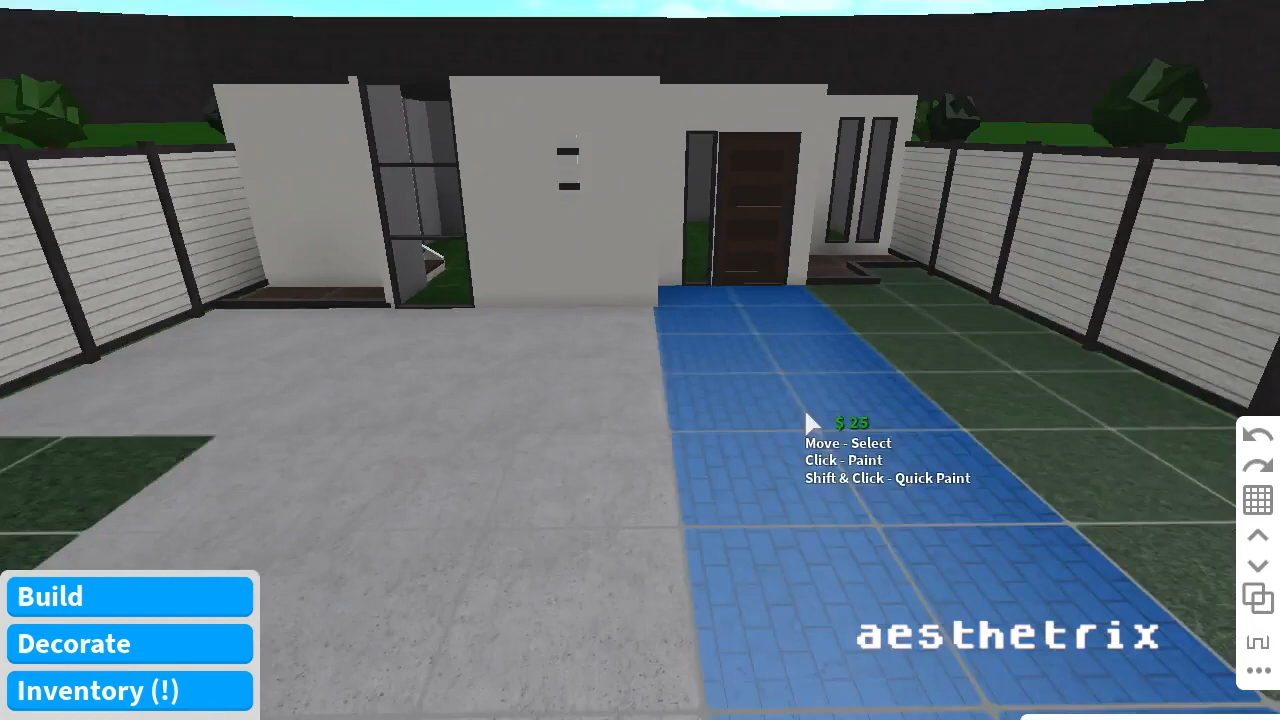 $ 25
Move - Select
Click - Paint
Shift & Click - Quick Paint
Build
Decorate
Inventory (!)
aesthetrix